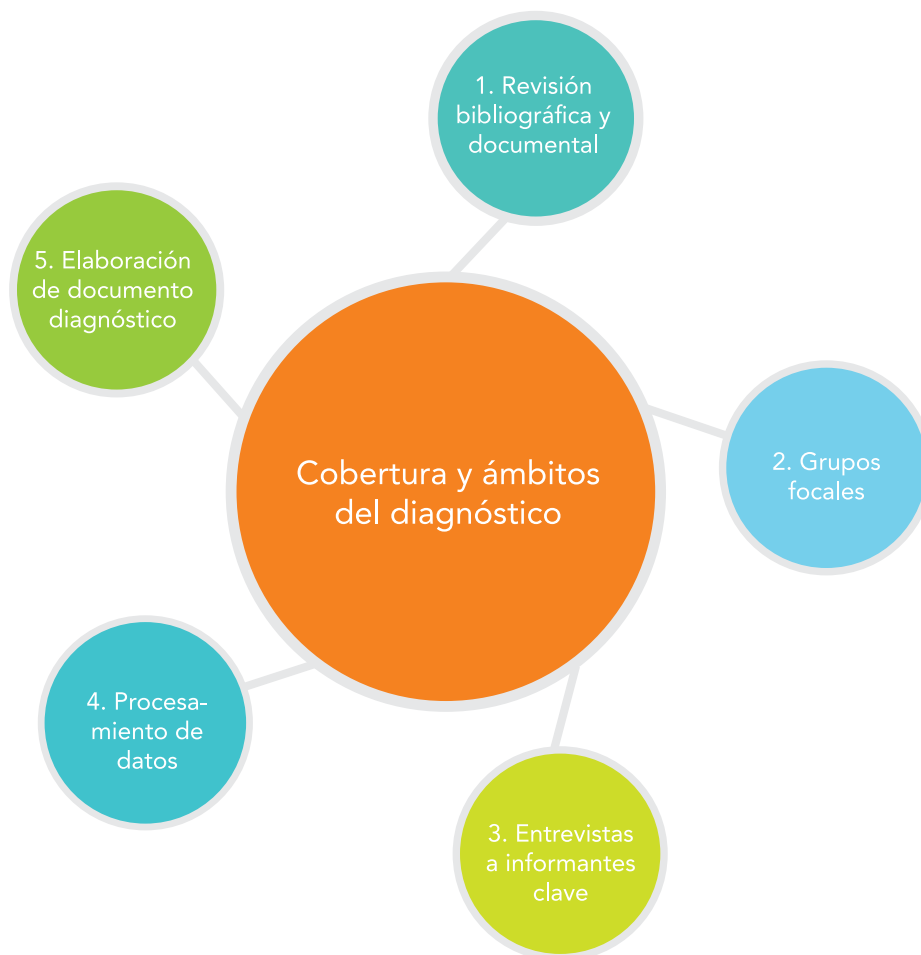 1. Revisión
bibliográfica y
documental
5. Elaboración
de documento
diagnóstico
Cobertura y ámbitos
del diagnóstico
2. Grupos
focales
4. Procesa-
miento de
datos
3. Entrevistas
a informantes
clave